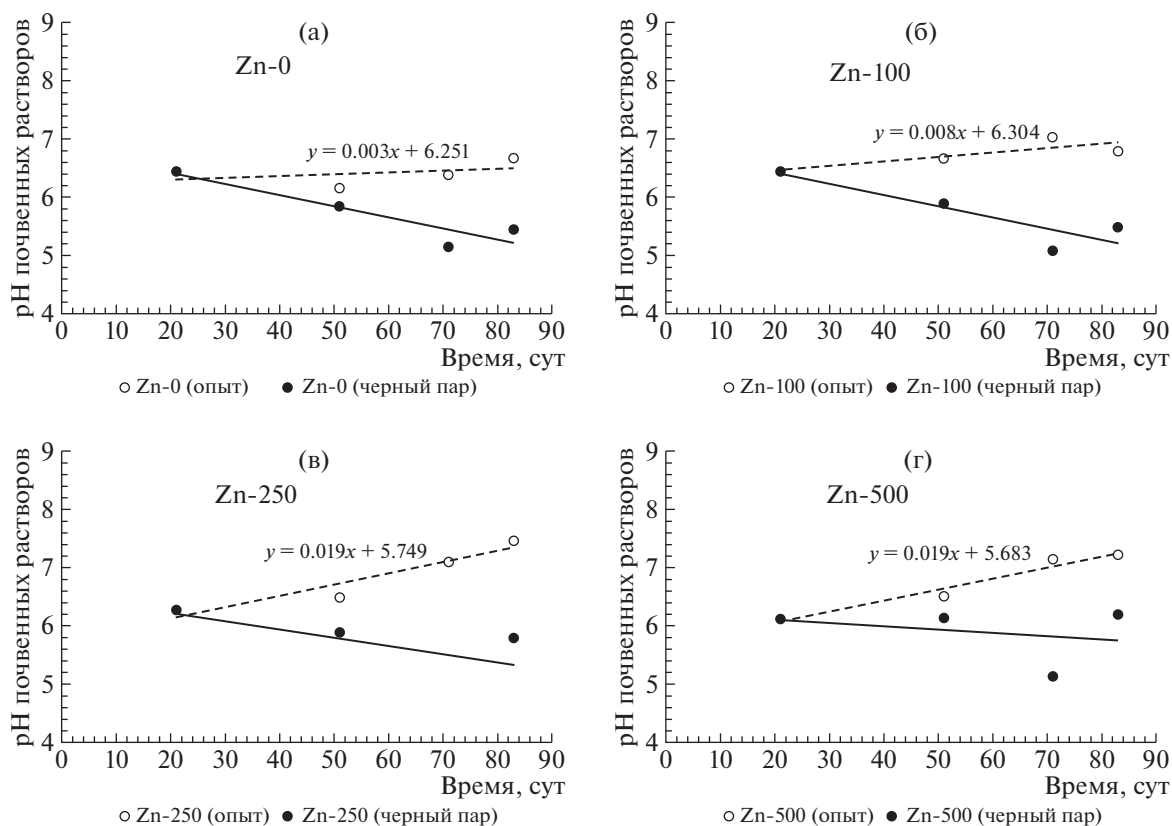 (а)
Zn-0
y = 0.003x + 6.251
pH почвенных растворов
9
8
7
6
5
4
0 10 20 30 40 50 60 70 80 90
Время, сут
Zn-0 (опыт) Zn-0 (черный пар)
(б)
Zn-100
y = 0.008x + 6.304
pH почвенных растворов
9
8
7
6
5
4
0 10 20 30 40 50 60 70 80 90
Время, сут
Zn-100 (опыт) Zn-100 (черный пар)
(в)
Zn-250
y = 0.019x + 5.749
pH почвенных растворов
9
8
7
6
5
4
0 10 20 30 40 50 60 70 80 90
Время, сут
Zn-250 (опыт) Zn-250 (черный пар)
(г)
Zn-500
y = 0.019x + 5.683
pH почвенных растворов
9
8
7
6
5
4
0 10 20 30 40 50 60 70 80 90
Время, сут
Zn-500 (опыт) Zn-500 (черный пар)